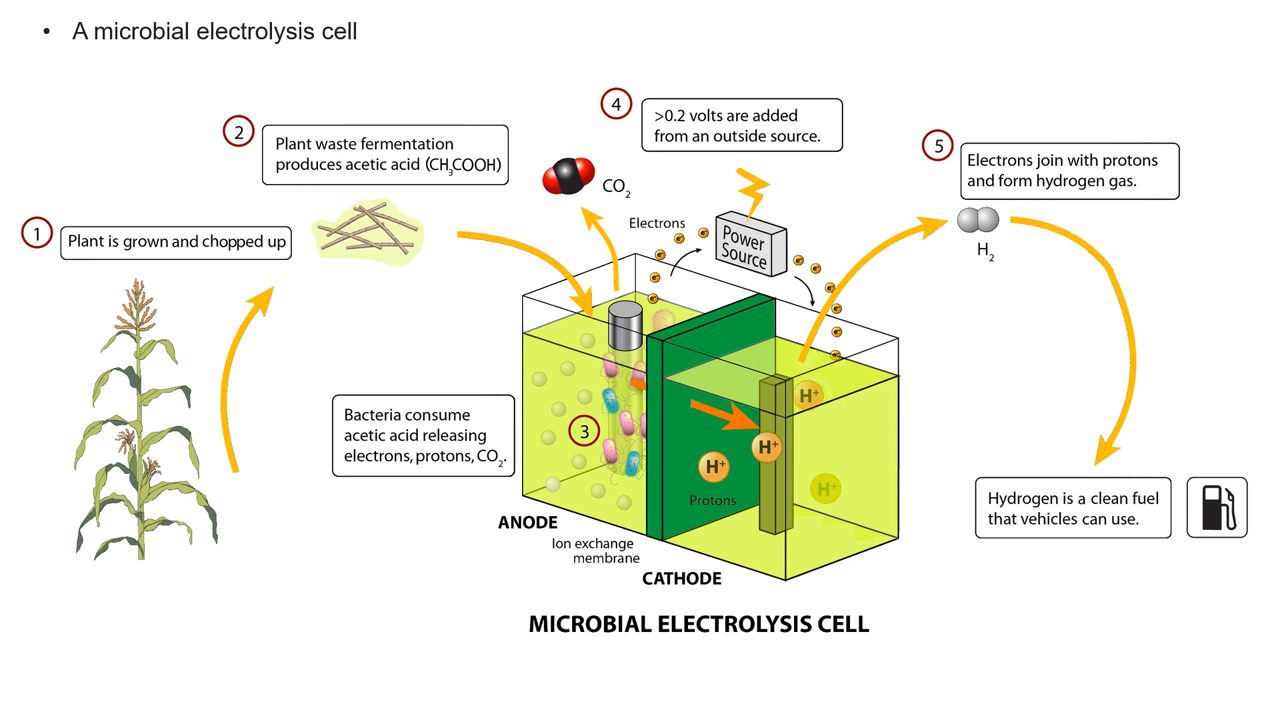 • A microbial electrolysis cell
1
Plant is grown and chopped up
2
Plant waste fermentation
produces acetic acid (CH₃COOH)
CO₂
4
>0.2 volts are added
from an outside source.
Electrons
e⁻
e⁻
e⁻
e⁻
e⁻
Power
Source
e⁻
e⁻
e⁻
e⁻
e⁻
e⁻
5
Electrons join with protons
and form hydrogen gas.
H₂
Bacteria consume
acetic acid releasing
electrons, protons, CO₂.
3
H⁺
H⁺
H⁺
H⁺
Protons
ANODE
Ion exchange
membrane
CATHODE
Hydrogen is a clean fuel
that vehicles can use.
MICROBIAL ELECTROLYSIS CELL